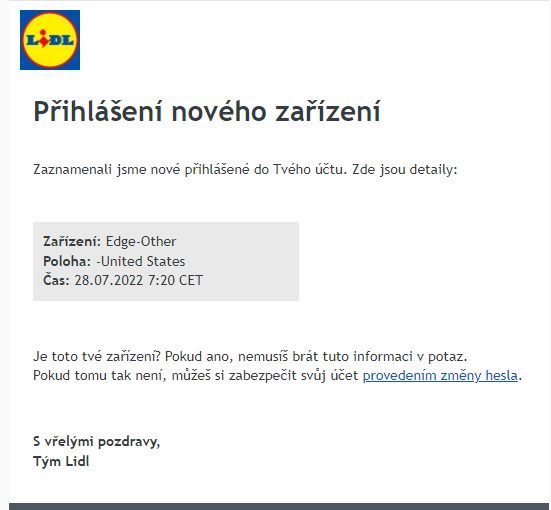 LIDL
Přihlášení nového zařízení
Zaznamenali jsme nové přihlášené do Tvého účtu. Zde jsou detaily:
Zařízení: Edge-Other
Poloha: -United States
Čas: 28.07.2022 7:20 CET
Je toto tvé zařízení? Pokud ano, nemusíš brát tuto informaci v potaz.
Pokud tomu tak není, můžeš si zabezpečit svůj účet provedením změny hesla.
S vřelými pozdravy,
Tým Lidl